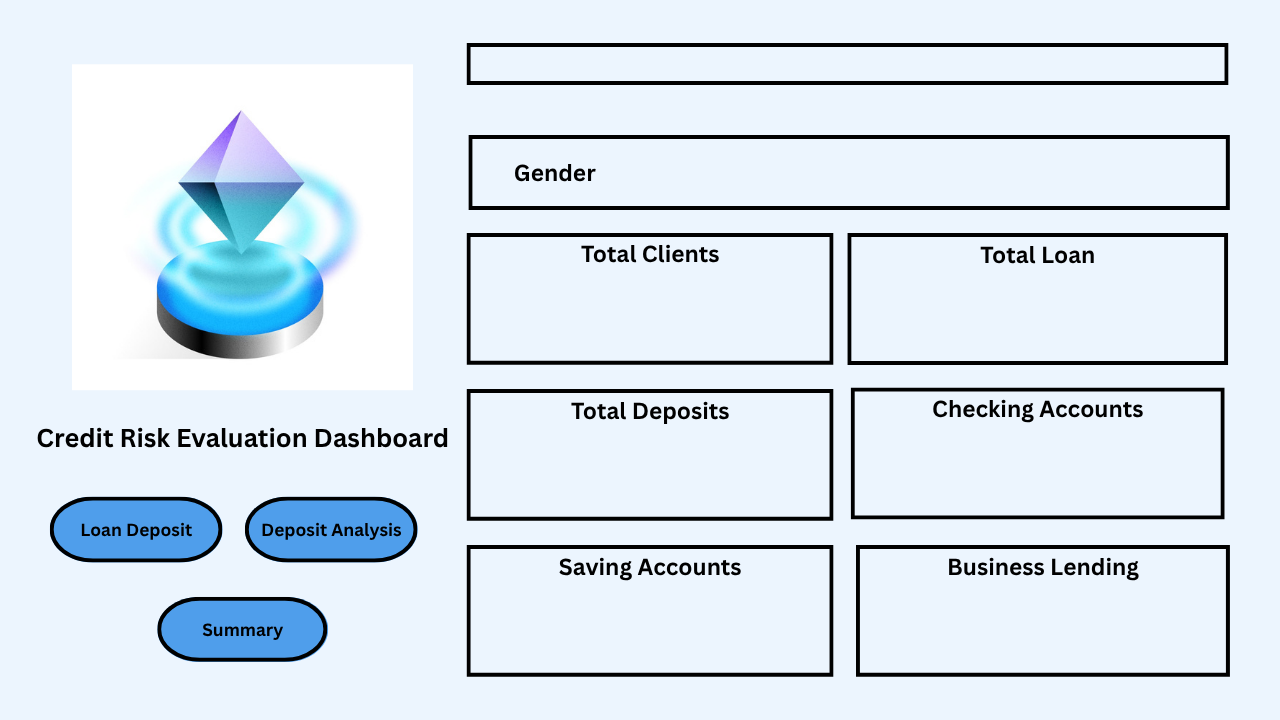 Gender
Total Clients
Total Loan
Total Deposits
Checking Accounts
Credit Risk Evaluation Dashboard
Loan Deposit
Deposit Analysis
Saving Accounts
Business Lending
Summary